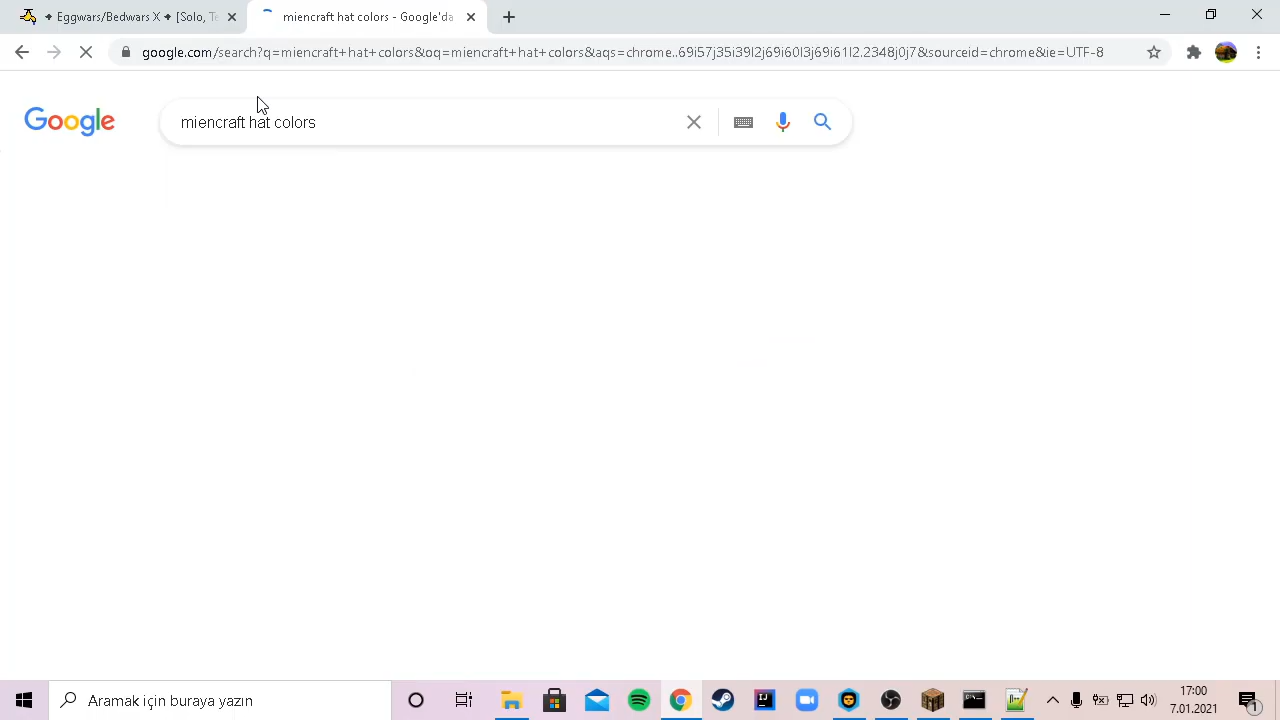 ✦ Eggwars/Bedwars X ✦ [Solo, Te
miencraft hat colors - Google'da
google.com/search?q=miencraft+hat+colors&oq=miencraft+hat+colors&aqs=chrome..69i57j35i39l2j69i60l3j69i61l2.2348j0j7&sourceid=chrome&ie=UTF-8
Google
miencraft hat colors
Aramak için buraya yazın
17:00
7.01.2021
1